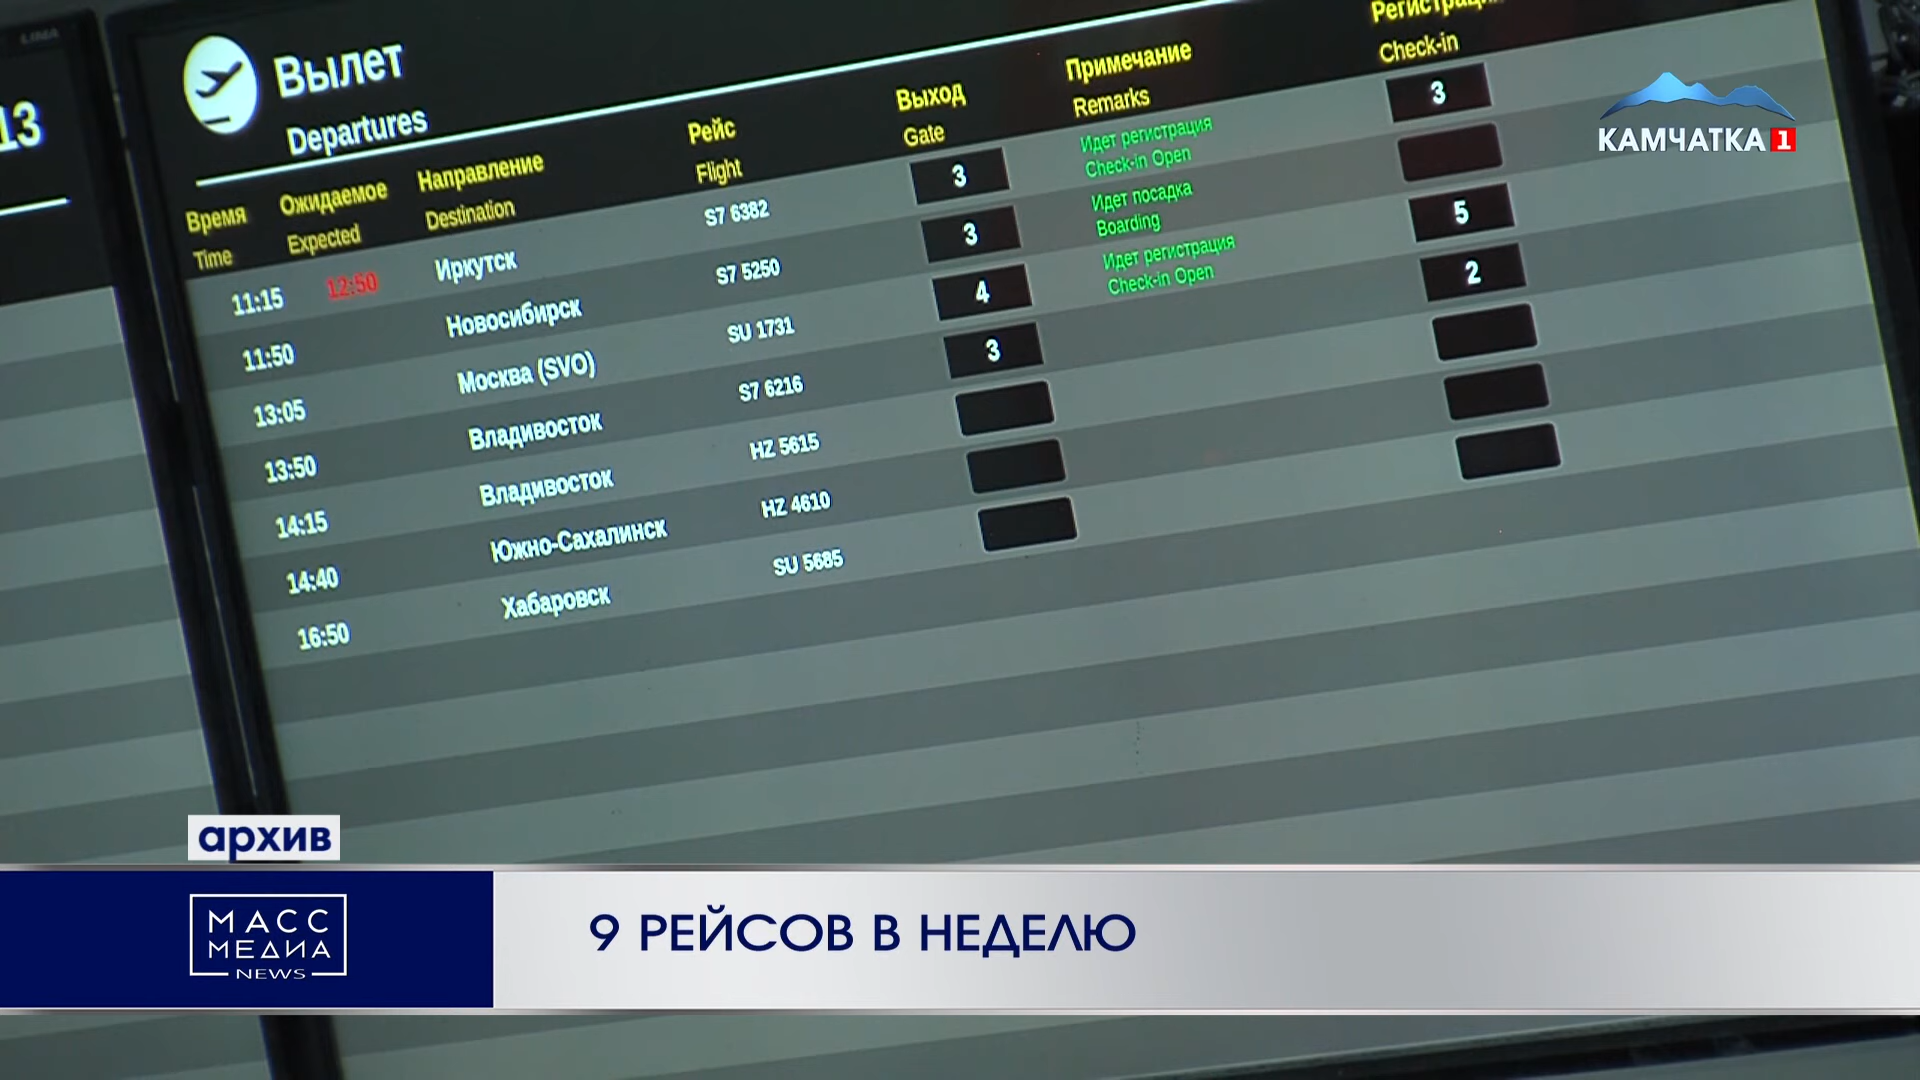 13
Вылет
Departures
Время Ожидаемое Направление Рейс Выход Примечание Регистрация
Time Expected Destination Flight Gate Remarks Check-in
11:15 12:50 Иркутск S7 6382 3 Идет регистрация Check-in Open 3
11:50 Новосибирск S7 5250 3 Идет посадка Boarding
13:05 Москва (SVO) SU 1731 4 Идет регистрация Check-in Open 5
13:50 Владивосток S7 6216 3 2
14:15 Владивосток HZ 5615
14:40 Южно-Сахалинск HZ 4610
16:50 Хабаровск SU 5685
КАМЧАТКА 1
архив
МАСС
МЕДИА
NEWS
9 РЕЙСОВ В НЕДЕЛЮ